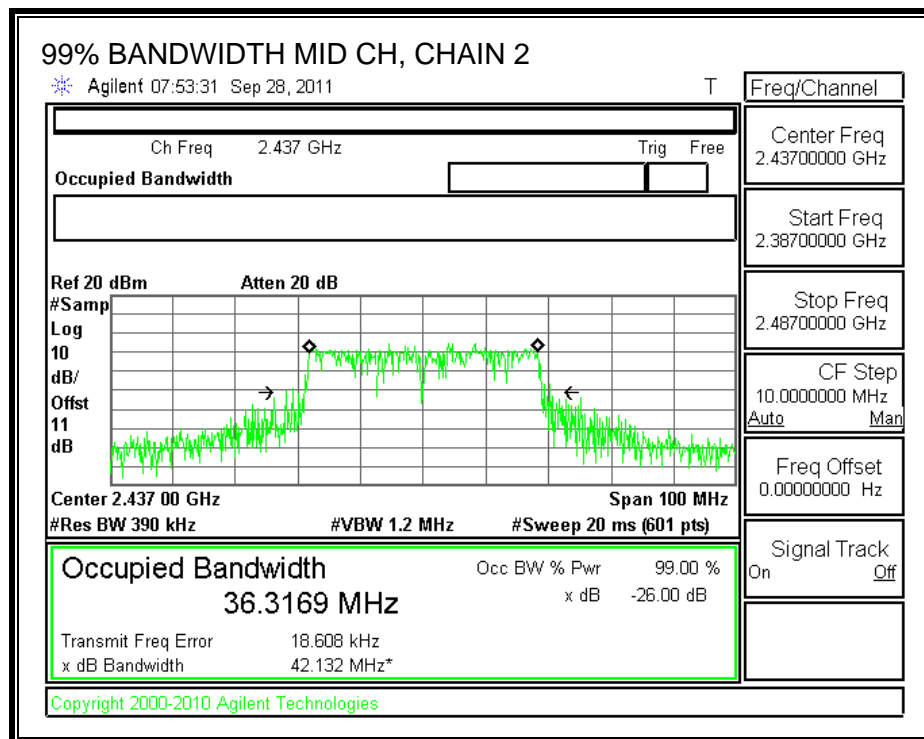 99% BANDWIDTH MID CH, CHAIN 2
Agilent 07:53:31 Sep 28, 2011 T
Freq/Channel
Ch Freq 2.437 GHz Trig Free
Occupied Bandwidth
Center Freq
2.43700000 GHz
Start Freq
2.38700000 GHz
Stop Freq
2.48700000 GHz
CF Step
10.0000000 MHz
Auto Man
Freq Offset
0.00000000 Hz
Signal Track
On Off
Ref 20 dBm Atten 20 dB
#Samp
Log
10
dB/
Offst
11
dB
Center 2.437 00 GHz Span 100 MHz
#Res BW 390 kHz #VBW 1.2 MHz #Sweep 20 ms (601 pts)
Occupied Bandwidth Occ BW % Pwr 99.00 %
36.3169 MHz x dB -26.00 dB
Transmit Freq Error 18.608 kHz
x dB Bandwidth 42.132 MHz*
Copyright 2000-2010 Agilent Technologies